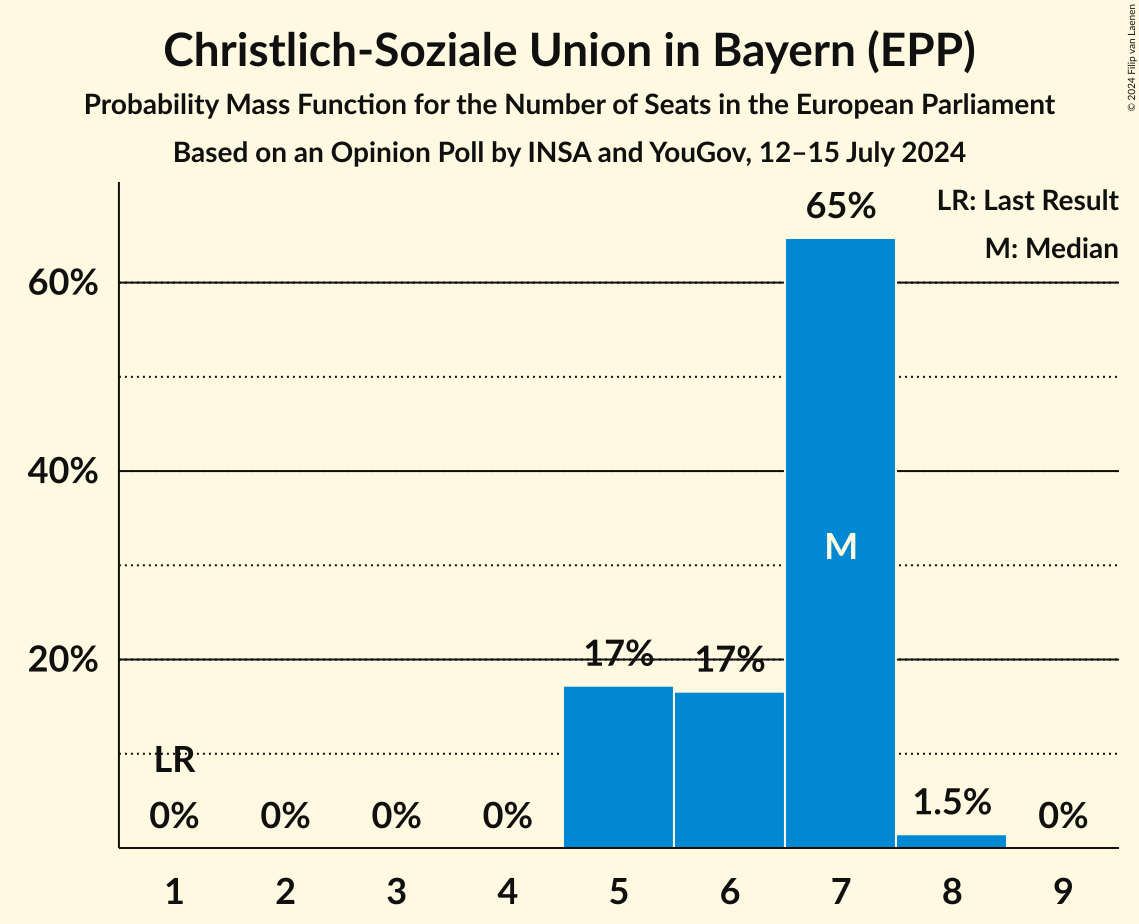 Christlich-Soziale Union in Bayern (EPP)
Probability Mass Function for the Number of Seats in the European Parliament
Based on an Opinion Poll by INSA and YouGov, 12–15 July 2024
© 2024 Filip van Laenen
LR: Last Result
M: Median
65%
60%
40%
M
20%
17%
17%
LR
0%
0%
0%
0%
1.5%
0%
1 2 3 4 5 6 7 8 9